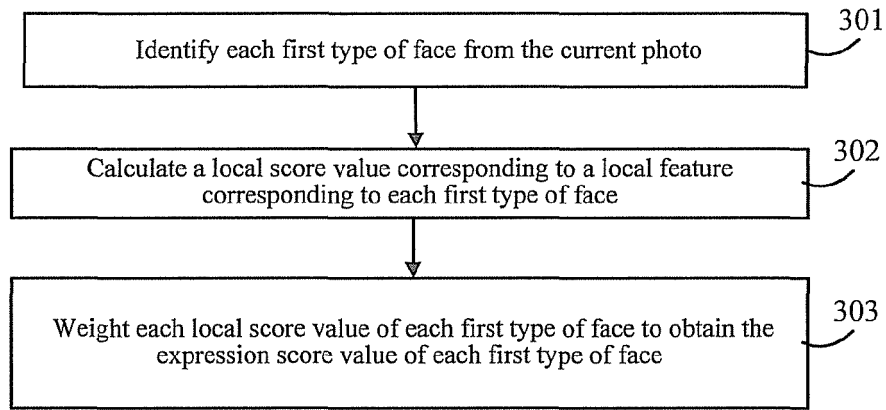 301
Identify each first type of face from the current photo
302
Calculate a local score value corresponding to a local feature
corresponding to each first type of face
303
Weight each local score value of each first type of face to obtain the
expression score value of each first type of face